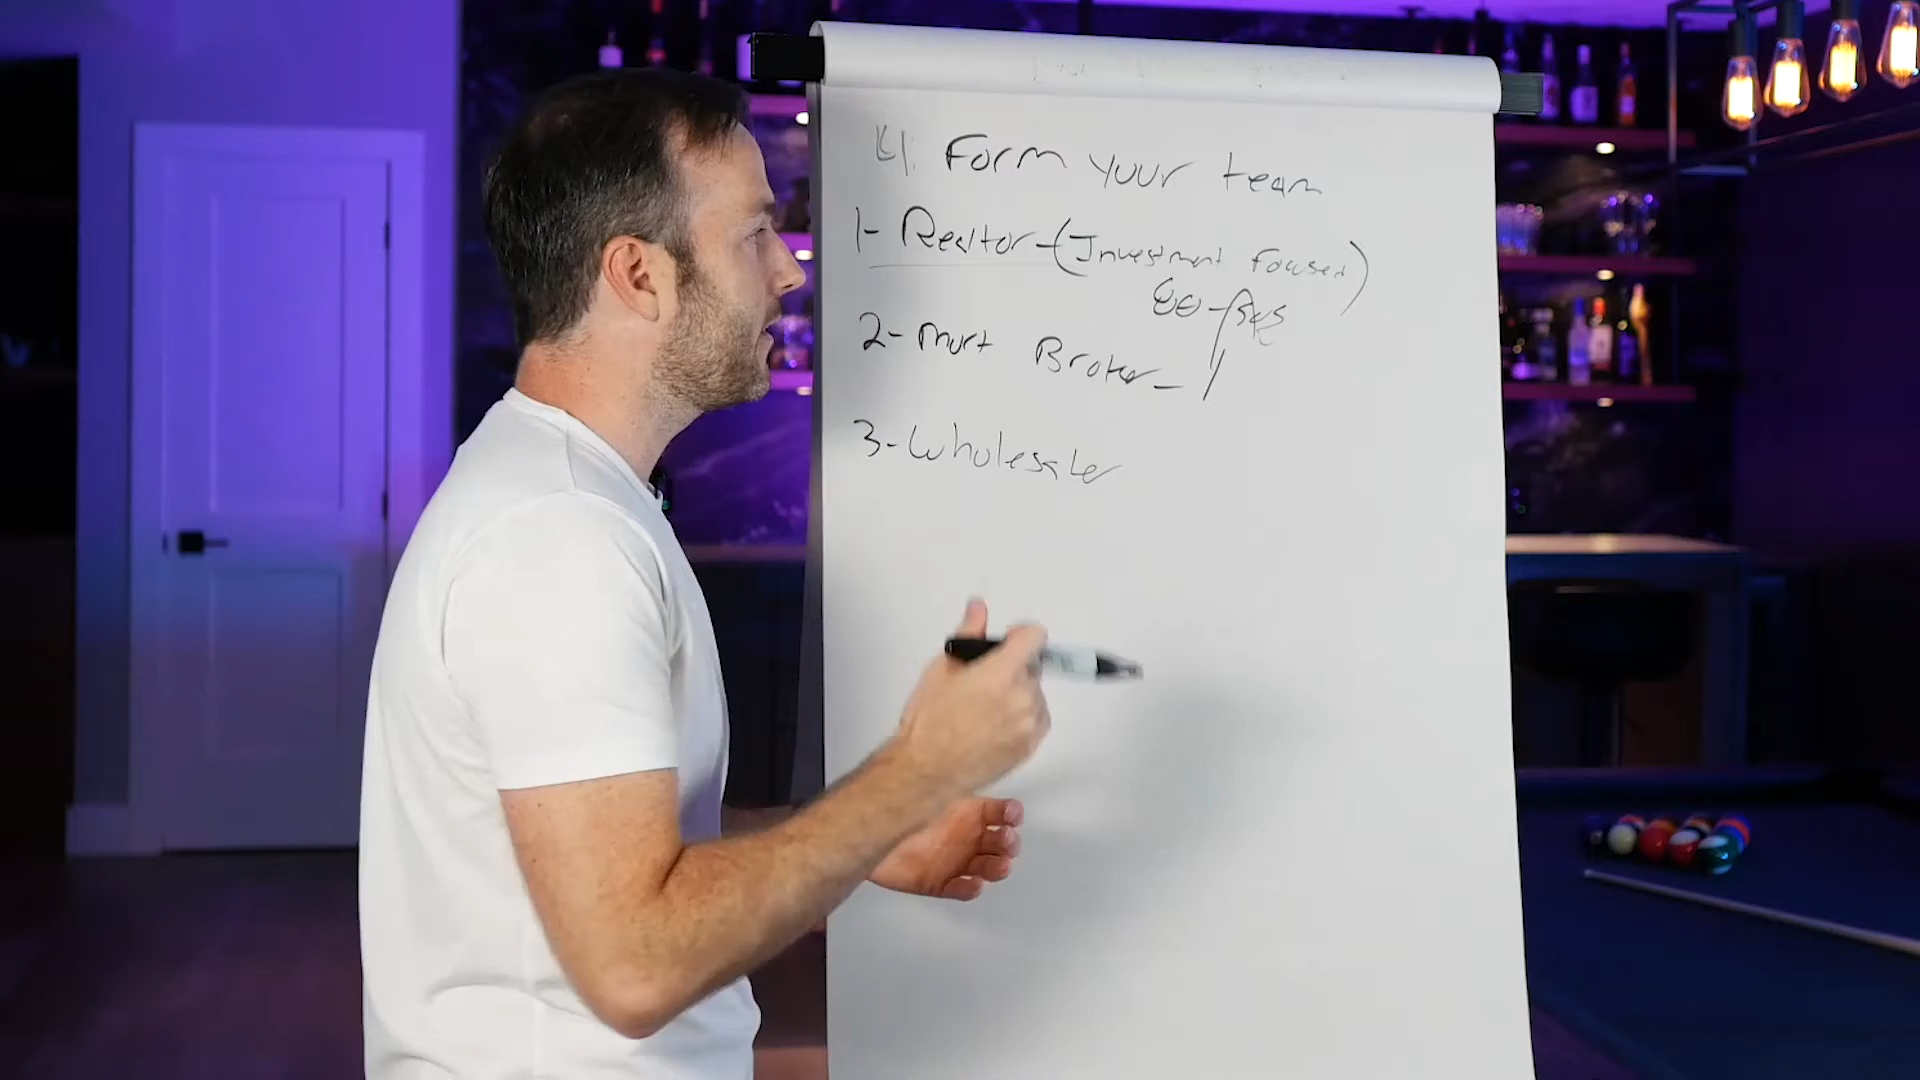 4. Form your team
1- Realtor-(Investment Focused)
2- Mort Broker -
3- Wholesaler